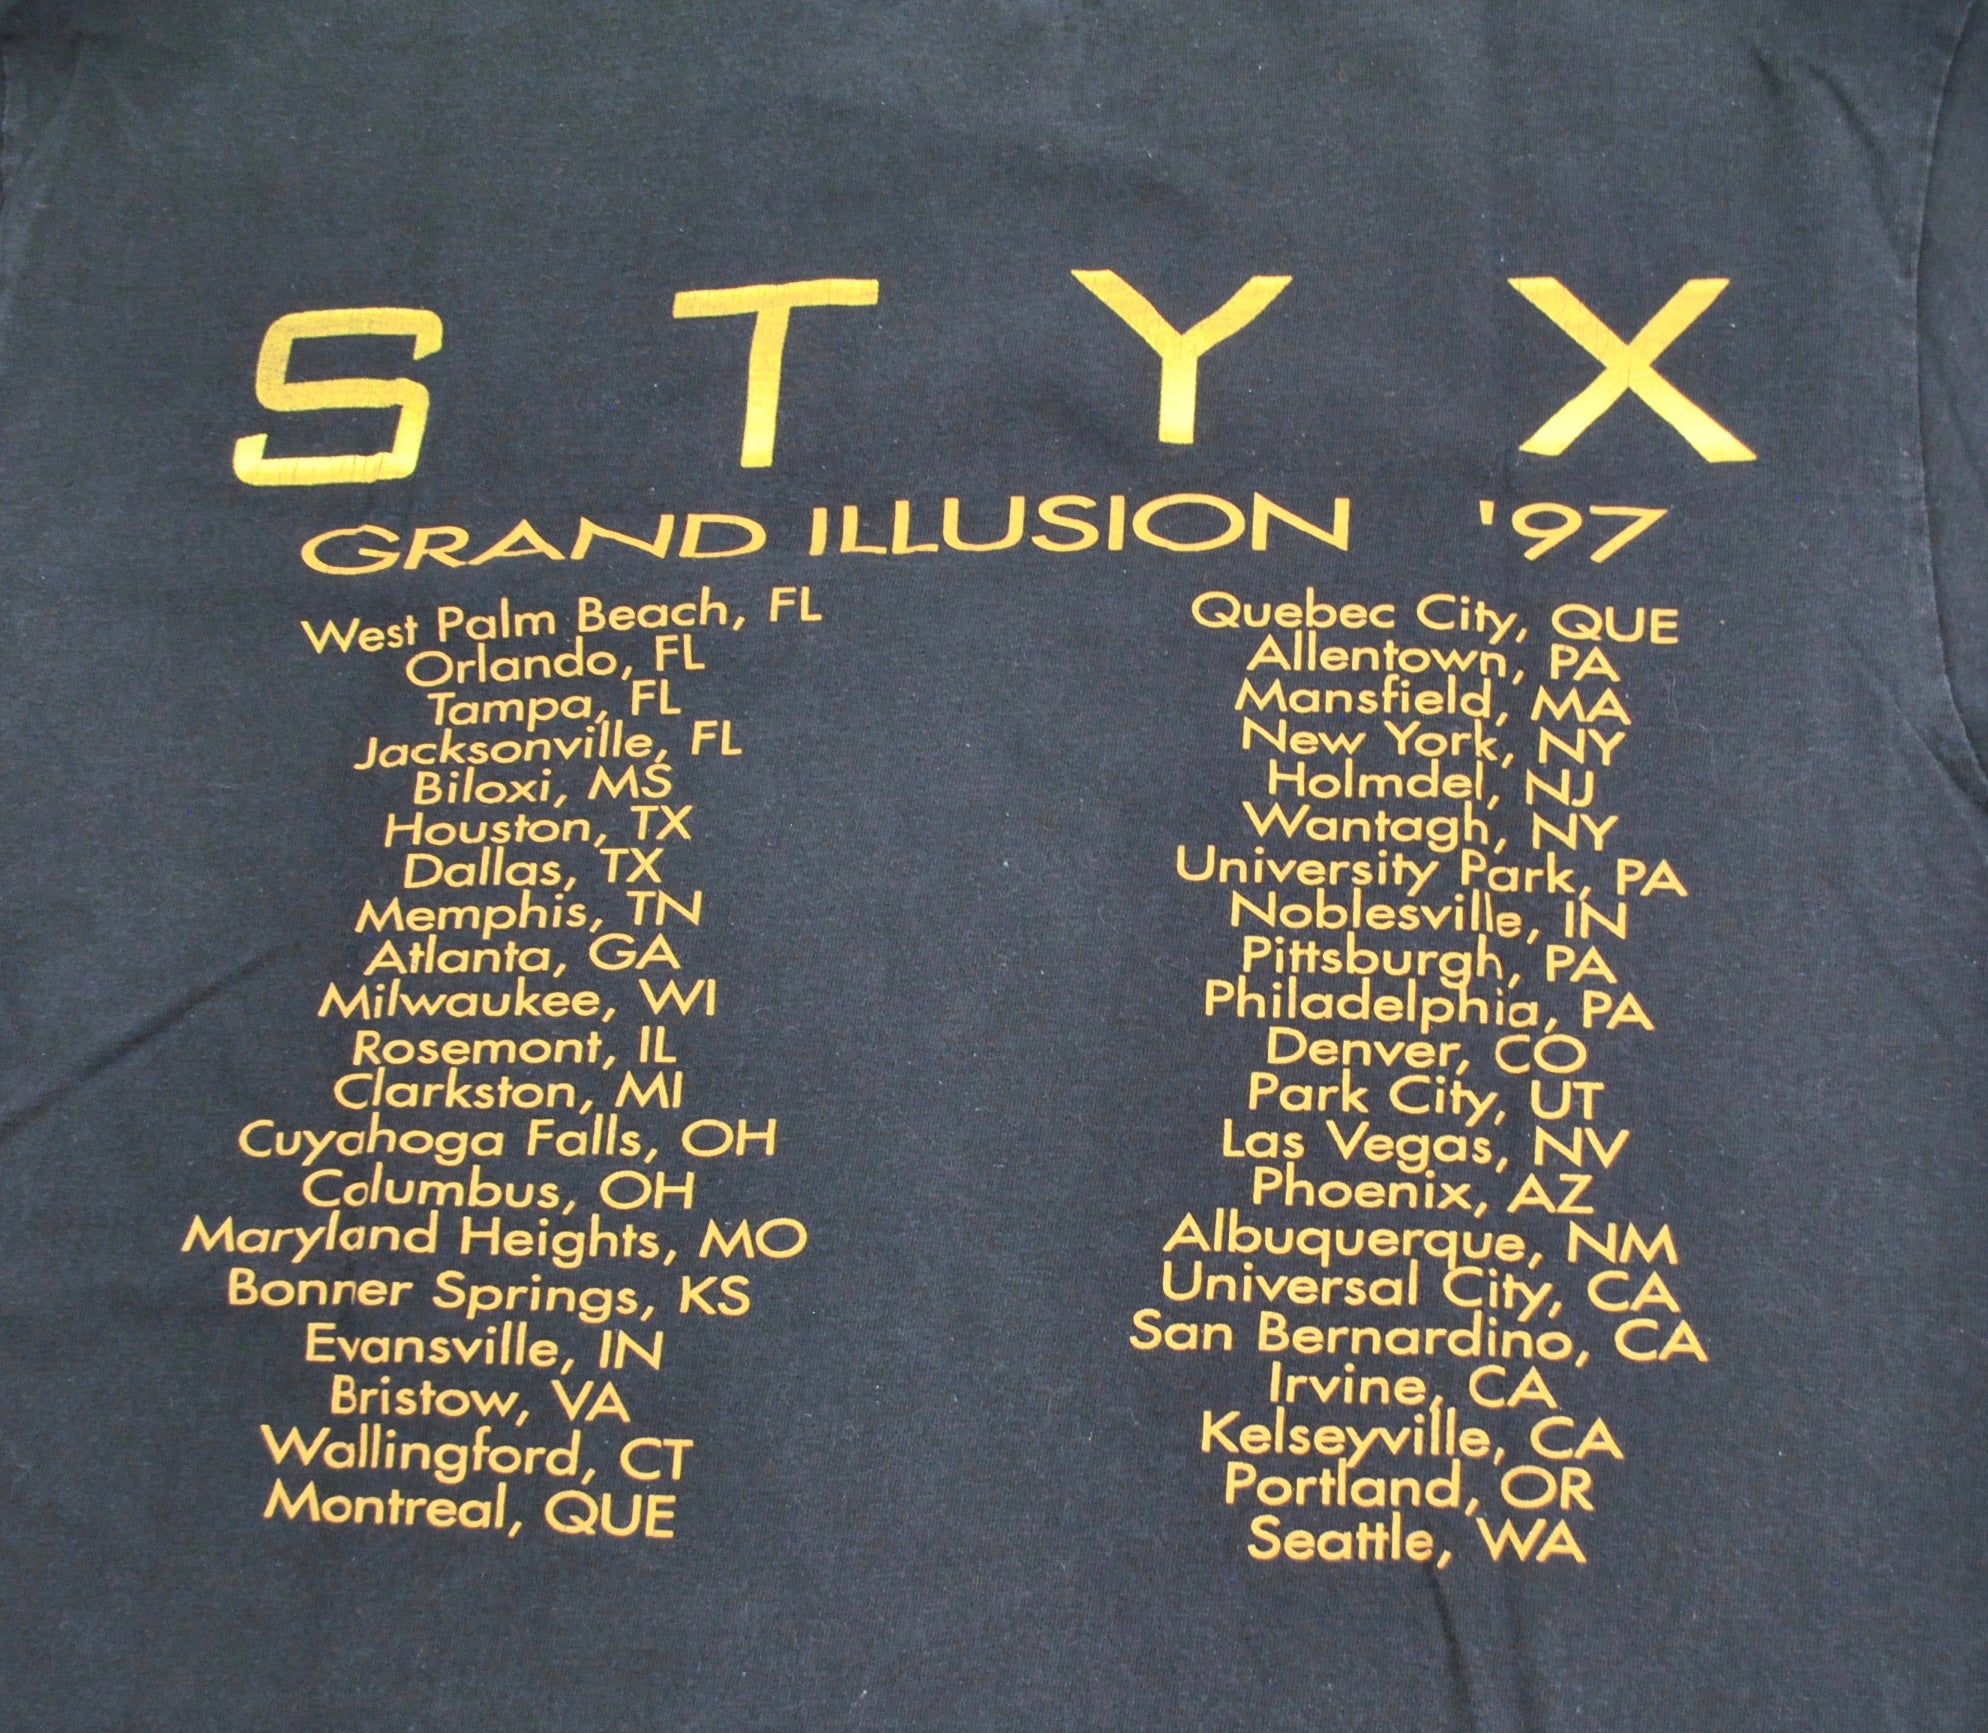 STYX
GRAND ILLUSION '97
West Palm Beach, FL
Orlando, FL
Tampa, FL
Jacksonville, FL
Biloxi, MS
Houston, TX
Dallas, TX
Memphis, TN
Atlanta, GA
Milwaukee, WI
Rosemont, IL
Clarkston, MI
Cuyahoga Falls, OH
Columbus, OH
Maryland Heights, MO
Bonner Springs, KS
Evansville, IN
Bristow, VA
Wallingford, CT
Montreal, QUE
Quebec City, QUE
Allentown, PA
Mansfield, MA
New York, NY
Holmdel, NJ
Wantagh, NY
University Park, PA
Noblesville, IN
Pittsburgh, PA
Philadelphia, PA
Denver, CO
Park City, UT
Las Vegas, NV
Phoenix, AZ
Albuquerque, NM
Universal City, CA
San Bernardino, CA
Irvine, CA
Kelseyville, CA
Portland, OR
Seattle, WA